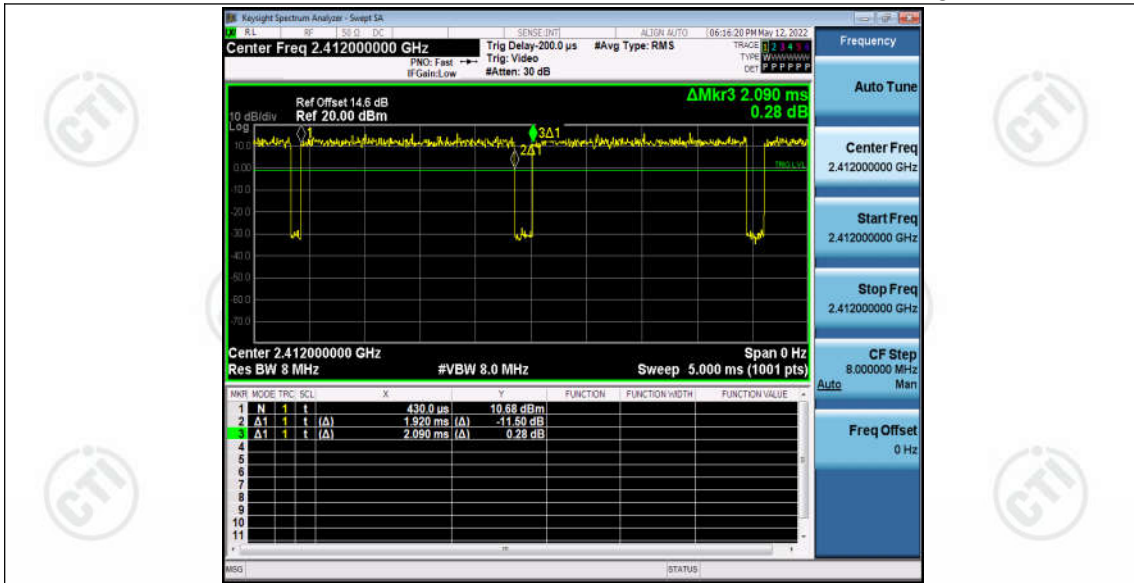 Keysight Spectrum Analyzer - Swept SA
RL RF 50 Ω DC SENSE:INT ALIGN AUTO 06:16:20 PM May 12, 2022
Center Freq 2.412000000 GHz
PNO: Fast
IFGain:Low
Trig Delay-200.0 µs
Trig: Video
#Atten: 30 dB
#Avg Type: RMS
TRACE 1 2 3 4 5 6
TYPE WWWWWW
DET P P P P P P
ΔMkr3 2.090 ms
0.28 dB
Ref Offset 14.6 dB
10 dB/div Ref 20.00 dBm
Log
10.0
0.00
-10.0
-20.0
-30.0
-40.0
-50.0
-60.0
-70.0
1
2Δ1
3Δ1
TRIG LVL
Center 2.412000000 GHz Span 0 Hz
Res BW 8 MHz #VBW 8.0 MHz Sweep 5.000 ms (1001 pts)
MKR MODE TRC SCL X Y FUNCTION FUNCTION WIDTH FUNCTION VALUE
1 N 1 t 430.0 µs 10.68 dBm
2 Δ1 1 t (Δ) 1.920 ms (Δ) -11.50 dB
3 Δ1 1 t (Δ) 2.090 ms (Δ) 0.28 dB
4
5
6
7
8
9
10
11
MSG STATUS
Frequency
Auto Tune
Center Freq
2.412000000 GHz
Start Freq
2.412000000 GHz
Stop Freq
2.412000000 GHz
CF Step
8.000000 MHz
Auto Man
Freq Offset
0 Hz
CTI
CTI
CTI
CTI